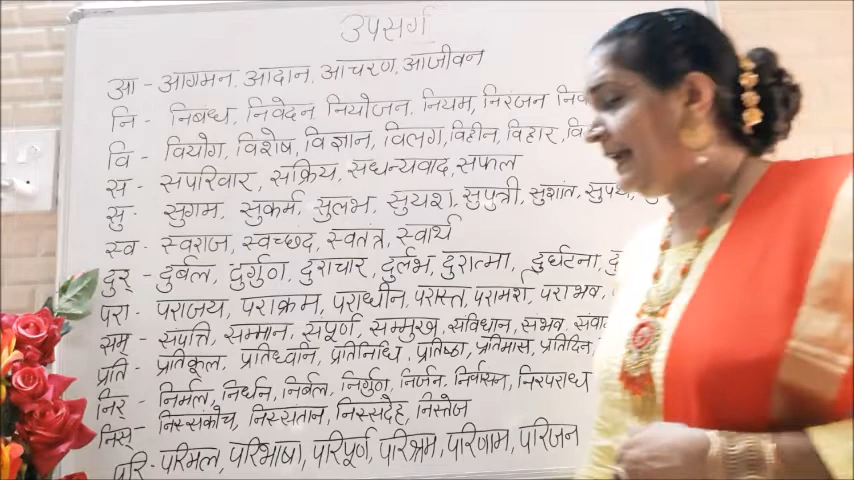 उपसर्ग
आ - आगमन, आदान, आचरण, आजीवन
नि - निबंध, निवेदन, नियोजन, नियम, निरंजन
वि - वियोग, विशेष, विज्ञान, विलग, विहीन, विहार,
स - सपरिवार, सक्रिय, सधन्यवाद, सफल
सु - सुगम, सुकर्म, सुलभ, सुयश, सुपुत्री, सुशांत,
स्व - स्वराज, स्वच्छंद, स्वतंत्र, स्वार्थ
दुर् - दुर्बल, दुर्गुण, दुराचार, दुर्लभ, दुरात्मा, दुर्घटना,
परा - पराजय, पराक्रम, पराधीन, परास्त, परामर्श, पराभव,
सम - संपत्ति, सम्मान, संपूर्ण, सम्मुख, संविधान, संभव, संवा
प्रति - प्रतिकूल, प्रतिध्वनि, प्रतिनिधि, प्रतिष्ठा, प्रतिमास, प्रतिदिन,
निर - निर्मल, निर्धन, निर्बल, निर्गुण, निर्जन, निर्वासन, निरपराध
निस् - निस्संकोच, निस्संतान, निस्संदेह, निस्तेज
परि - परिमल, परिभाषा, परिपूर्ण, परिश्रम, परिणाम, परिजन